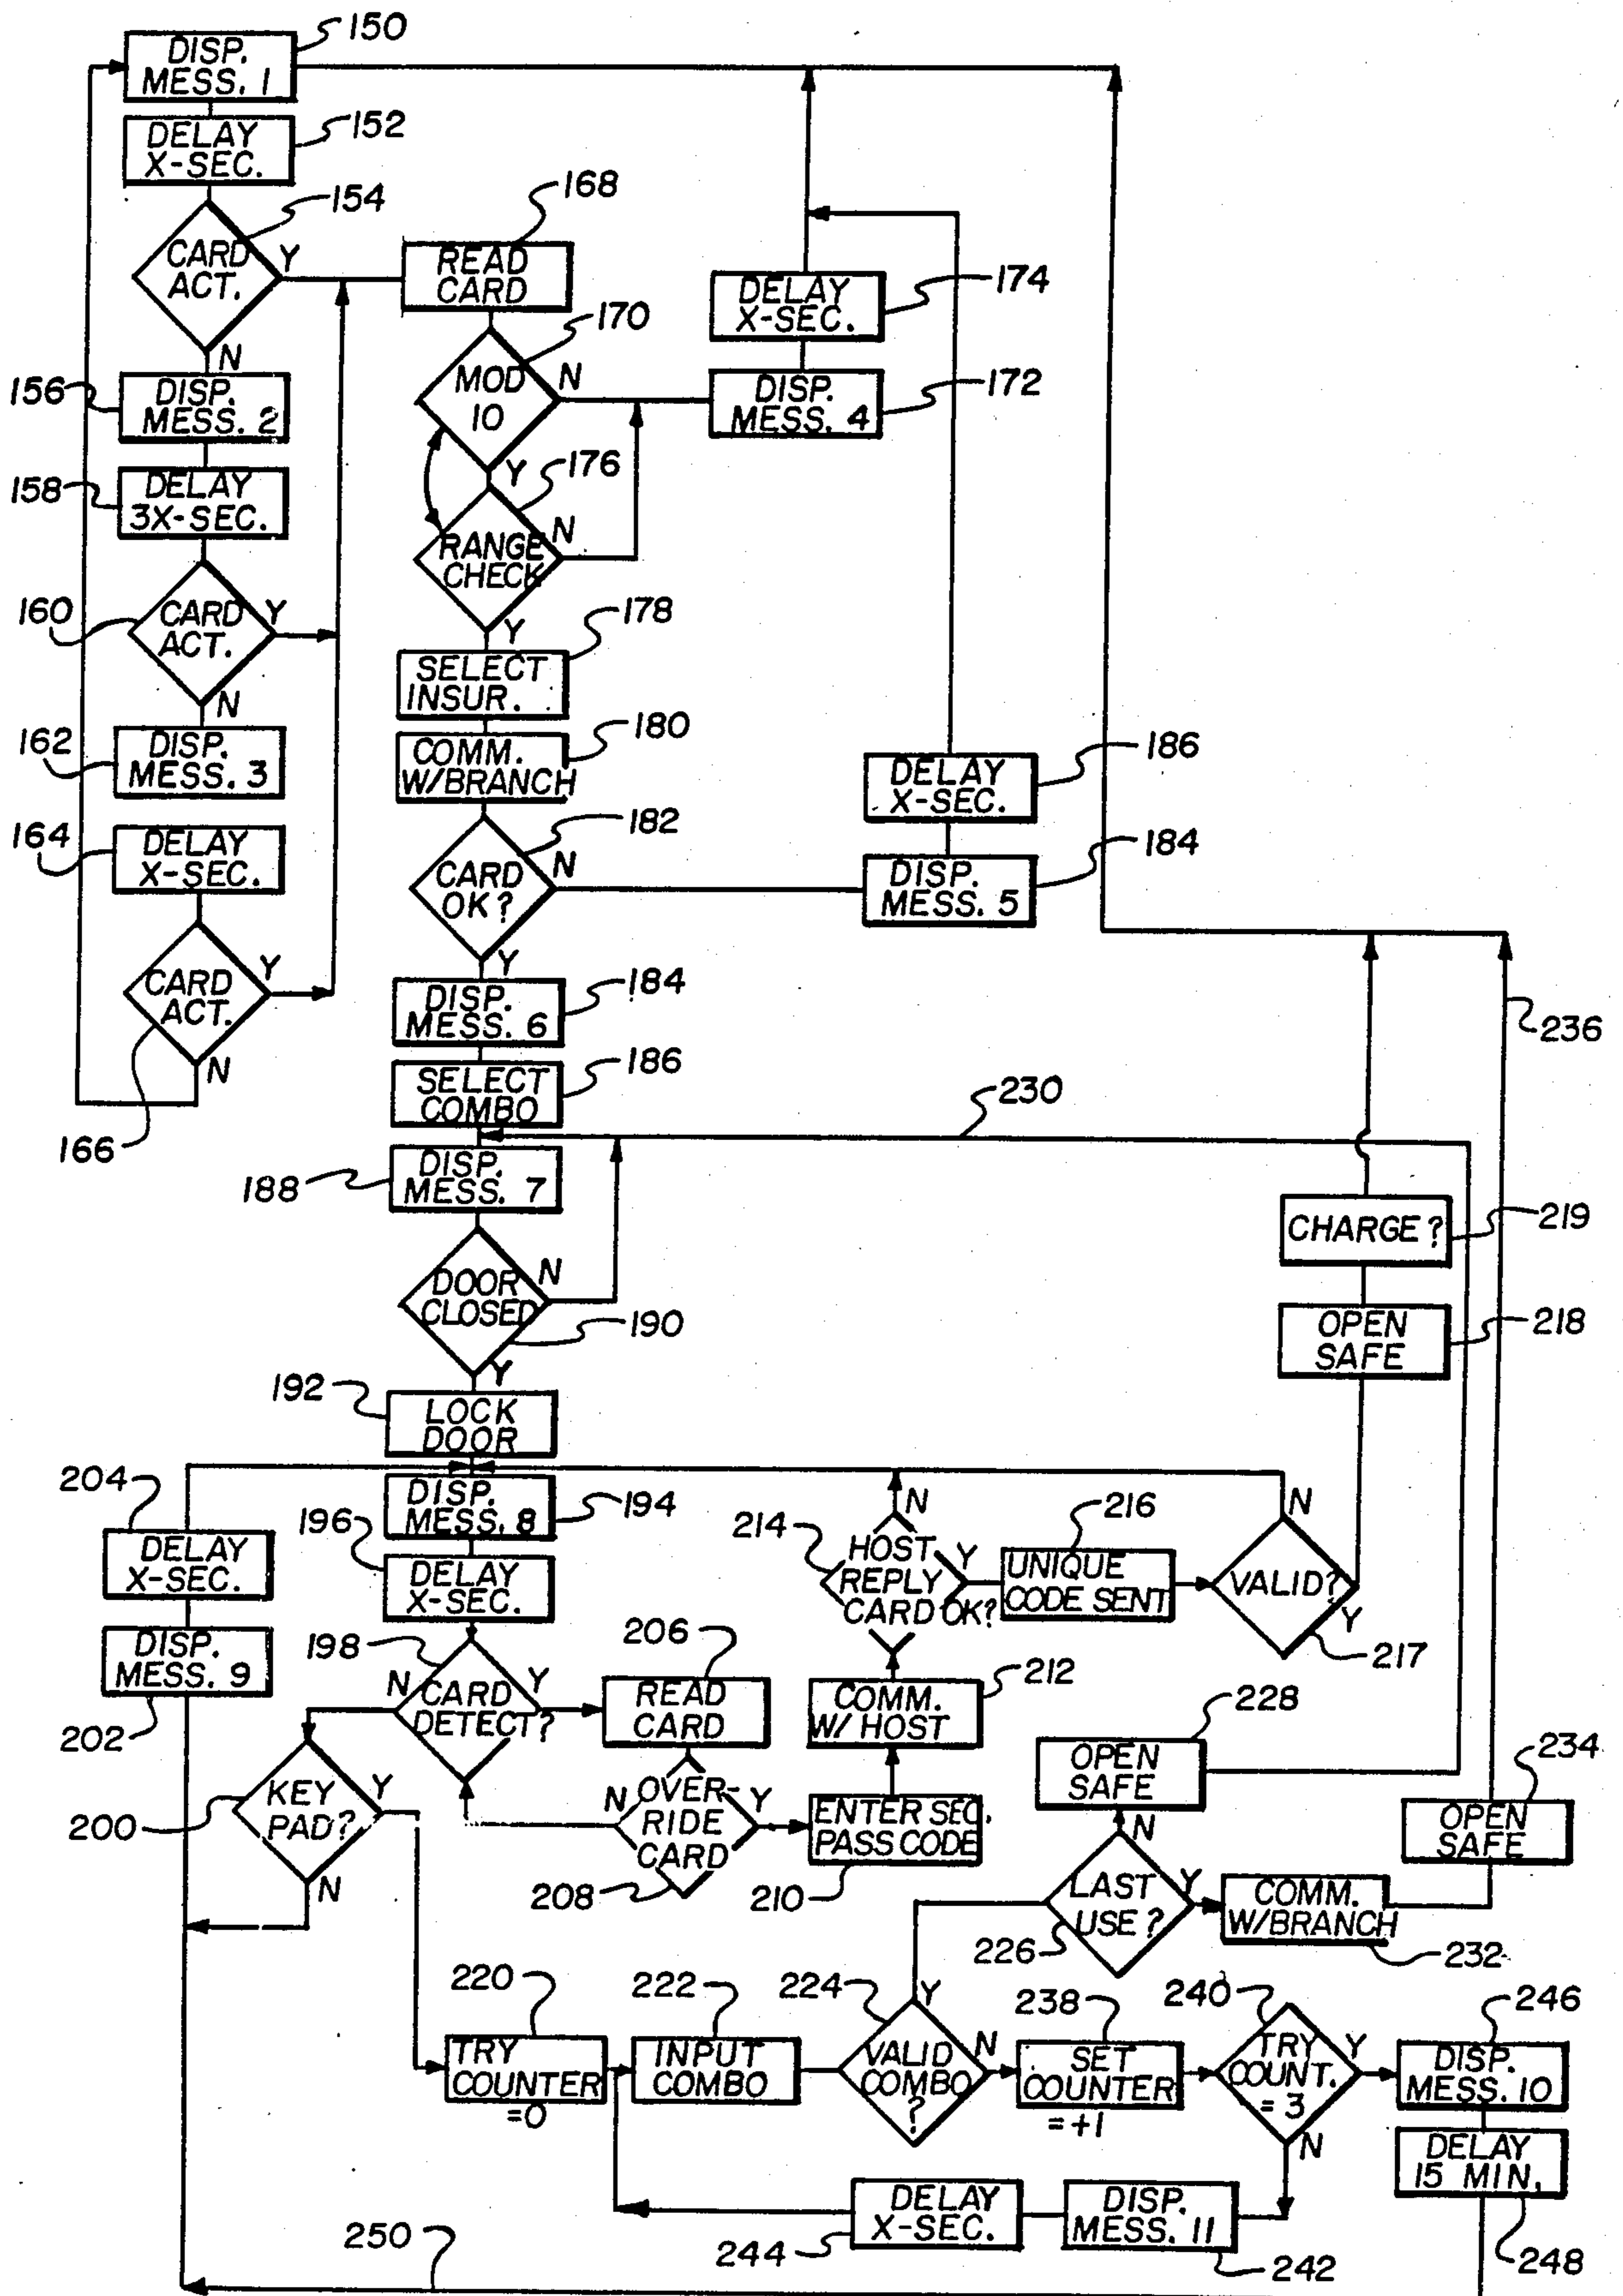 150
DISP.
MESS. 1
152
DELAY
X-SEC.
154
CARD
ACT.
Y
N
156
DISP.
MESS. 2
158
DELAY
3X-SEC.
160
CARD
ACT.
Y
N
162
DISP.
MESS. 3
164
DELAY
X-SEC.
CARD
ACT.
Y
N
166
168
READ
CARD
170
MOD
10
N
Y
174
DELAY
X-SEC.
172
DISP.
MESS. 4
176
RANGE
CHECK
N
Y
178
SELECT
INSUR.
180
COMM.
W/BRANCH
182
CARD
OK?
N
Y
186
DELAY
X-SEC.
184
DISP.
MESS. 5
184
DISP.
MESS. 6
186
SELECT
COMBO
230
236
188
DISP.
MESS. 7
DOOR
CLOSED
N
190
Y
192
LOCK
DOOR
219
CHARGE?
218
OPEN
SAFE
204
DELAY
X-SEC.
DISP.
MESS. 9
202
DISP.
MESS. 8
194
196
DELAY
X-SEC.
198
N
CARD
DETECT?
Y
206
READ
CARD
KEY
PAD?
Y
200
N
N
OVER-
RIDE
CARD
Y
208
ENTER SEC.
PASS CODE
210
212
COMM.
W/ HOST
214
N
HOST
REPLY
CARD OK?
Y
216
UNIQUE
CODE SENT
N
VALID?
Y
217
228
OPEN
SAFE
N
LAST
USE?
Y
226
COMM.
W/BRANCH
232
234
OPEN
SAFE
220
TRY
COUNTER
=0
222
INPUT
COMBO
224
Y
VALID
COMBO
?
N
238
SET
COUNTER
=+1
240
TRY
COUNT.
= 3
Y
N
246
DISP.
MESS. 10
DELAY
15 MIN.
248
DISP.
MESS. 11
242
DELAY
X-SEC.
244
250